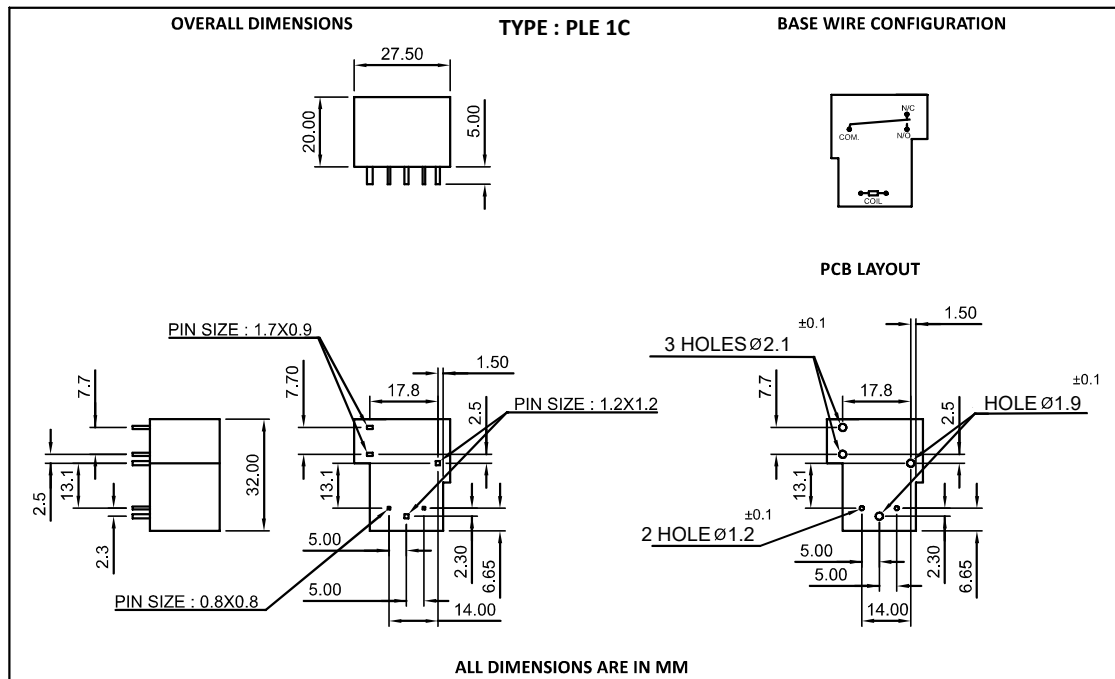 OVERALL DIMENSIONS
TYPE : PLE 1C
BASE WIRE CONFIGURATION
27.50
20.00
5.00
N/C
COM.
N/O
COIL
PCB LAYOUT
PIN SIZE : 1.7X0.9
1.50
7.70
17.8
2.5
PIN SIZE : 1.2X1.2
7.7
2.5
13.1
2.3
32.00
13.1
5.00
2.30
6.65
5.00
PIN SIZE : 0.8X0.8
14.00
±0.1
1.50
3 HOLES Ø2.1
7.7
17.8
2.5
±0.1
HOLE Ø1.9
13.1
±0.1
2 HOLE Ø1.2
5.00
2.30
6.65
5.00
14.00
ALL DIMENSIONS ARE IN MM